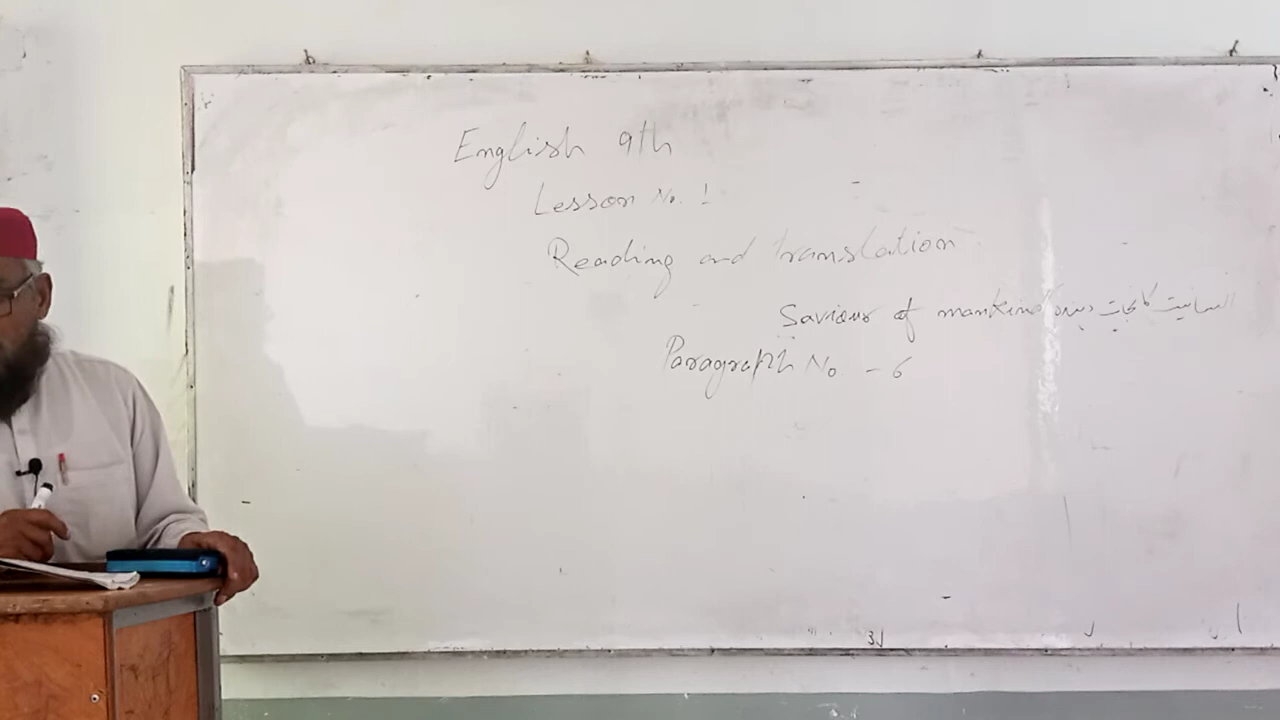 English 9th
Lesson No. 1
Reading and translation
Saviour of mankind انسانیت کا نجات دہندہ
Paragraph No. - 6